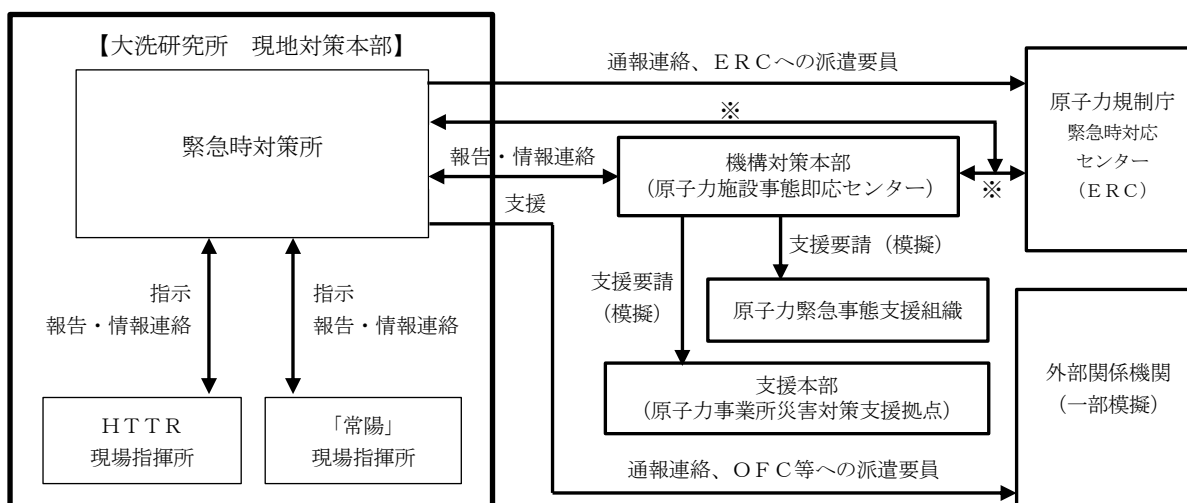 【大洗研究所　現地対策本部】
緊急時対策所
通報連絡、ＥＲＣへの派遣要員
※
報告・情報連絡
支援
機構対策本部
（原子力施設事態即応センター）
※
原子力規制庁
緊急時対応
センター
（ＥＲＣ）
支援要請（模擬）
支援要請
（模擬）
原子力緊急事態支援組織
指示
報告・情報連絡
指示
報告・情報連絡
支援本部
（原子力事業所災害対策支援拠点）
外部関係機関
（一部模擬）
ＨＴＴＲ
現場指揮所
「常陽」
現場指揮所
通報連絡、ＯＦＣ等への派遣要員